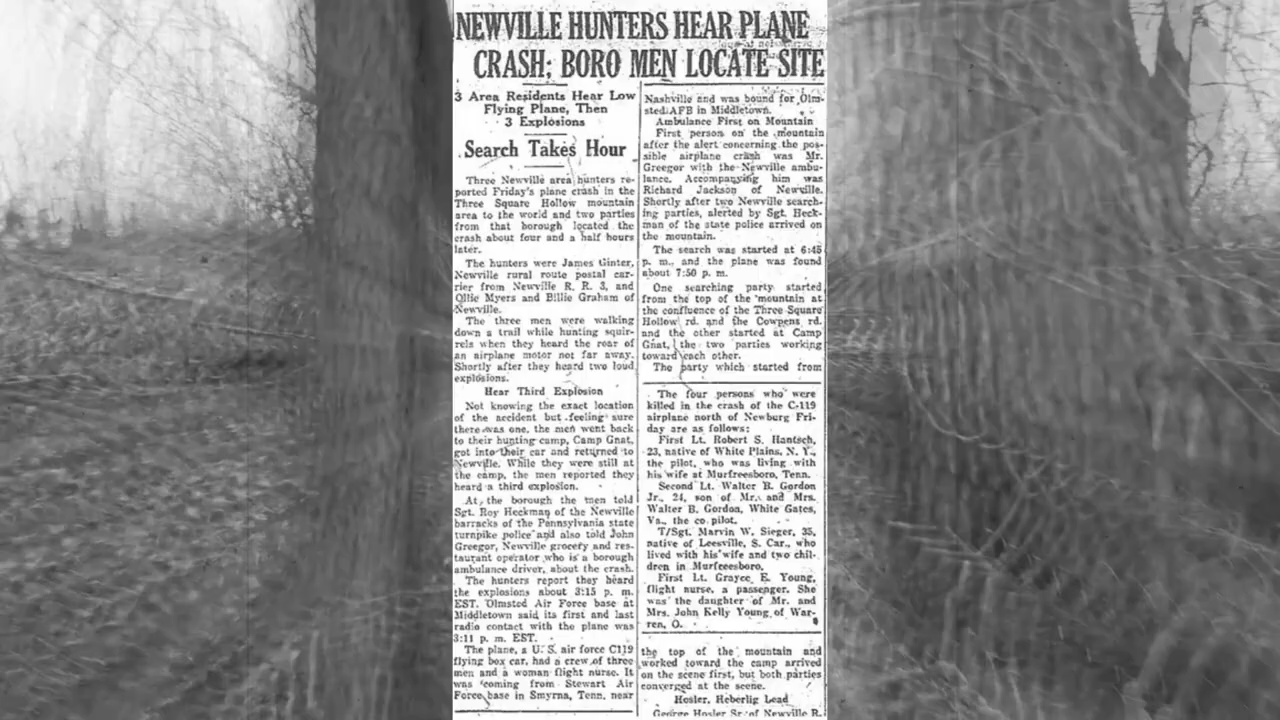 NEWVILLE HUNTERS HEAR PLANE
CRASH; BORO MEN LOCATE SITE
3 Area Residents Hear Low
Flying Plane, Then
3 Explosions
Search Takes Hour
Three Newville area hunters re-
ported Friday's plane crash in the
Three Square Hollow mountain
area to the world and two parties
from that borough located the
crash about four and a half hours
later.
The hunters were James Ginter,
Newville rural route postal car-
rier from Newville R. R. 3, and
Ollie Myers and Billie Graham of
Newville.
The three men were walking
down a trail while hunting squir-
rels when they heard the roar of
an airplane motor not far away.
Shortly after they heard two loud
explosions.
Hear Third Explosion
Not knowing the exact location
of the accident but feeling sure
there was one, the men went back
to their hunting camp, Camp Gnat,
got into their car and returned to
Newville. While they were still at
the camp, the men reported they
heard a third explosion.
At the borough the men told
Sgt. Roy Heckman of the Newville
barracks of the Pennsylvania state
turnpike police and also told John
Greegor, Newville grocery and res-
taurant operator who is a borough
ambulance driver, about the crash.
The hunters report they heard
the explosions about 3:15 p. m.
EST. Olmsted Air Force base at
Middletown said its first and last
radio contact with the plane was
3:11 p. m. EST.
The plane, a U. S. air force C119
flying box car, had a crew of three
men and a woman flight nurse. It
was coming from Stewart Air
Force base in Smyrna, Tenn. near
Nashville and was bound for Olm-
sted AFB in Middletown.
Ambulance First on Mountain
First person on the mountain
after the alert concerning the pos-
sible airplane crash was Mr.
Greegor with the Newville ambu-
lance. Accompanying him was
Richard Jackson of Newville.
Shortly after two Newville search-
ing parties, alerted by Sgt. Heck-
man of the state police arrived on
the mountain.
The search was started at 6:45
p. m. and the plane was found
about 7:50 p. m.
One searching party started
from the top of the mountain at
the confluence of the Three Square
Hollow rd. and the Cowpens rd.
and the other started at Camp
Gnat, the two parties working
toward each other.
The party which started from
The four persons who were
killed in the crash of the C-119
airplane north of Newburg Fri-
day are as follows:
First Lt. Robert S. Hantsch,
23, native of White Plains, N. Y.,
the pilot, who was living with
his wife at Murfreesboro, Tenn.
Second Lt. Walter B. Gordon
Jr., 24, son of Mr. and Mrs.
Walter B. Gordon, White Gates,
Va., the co pilot.
T/Sgt. Marvin W. Sieger, 35,
native of Leesville, S. Car., who
lived with his wife and two chil-
dren in Murfreesboro.
First Lt. Grayce E. Young,
flight nurse, a passenger. She
was the daughter of Mr. and
Mrs. John Kelly Young of War-
ren, O.
the top of the mountain and
worked toward the camp arrived
on the scene first, but both parties
converged at the scene.
Hosler, Heberlig Lead
George Hosler Sr. of Newville R.